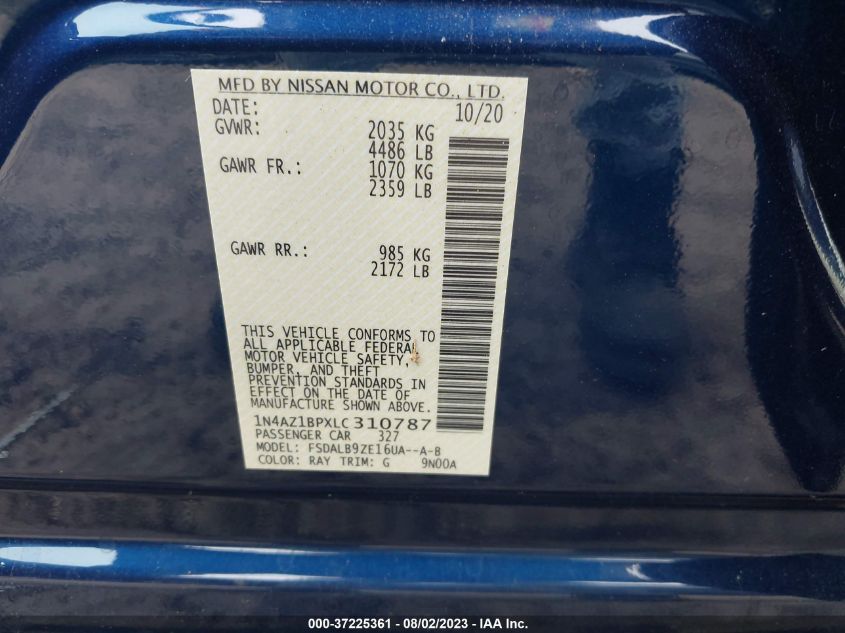 MFD BY NISSAN MOTOR CO., LTD.
DATE: 10/20
GVWR: 2035 KG
4486 LB
GAWR FR.: 1070 KG
2359 LB
GAWR RR.: 985 KG
2172 LB
THIS VEHICLE CONFORMS TO
ALL APPLICABLE FEDERAL
MOTOR VEHICLE SAFETY,
BUMPER, AND THEFT
PREVENTION STANDARDS IN
EFFECT ON THE DATE OF
MANUFACTURE SHOWN ABOVE.
1N4AZ1BPXLC310787
PASSENGER CAR 327
MODEL: FSDALB9ZE16UA--A-B
COLOR: RAY TRIM: G 9N00A
000-37225361 - 08/02/2023 - IAA Inc.